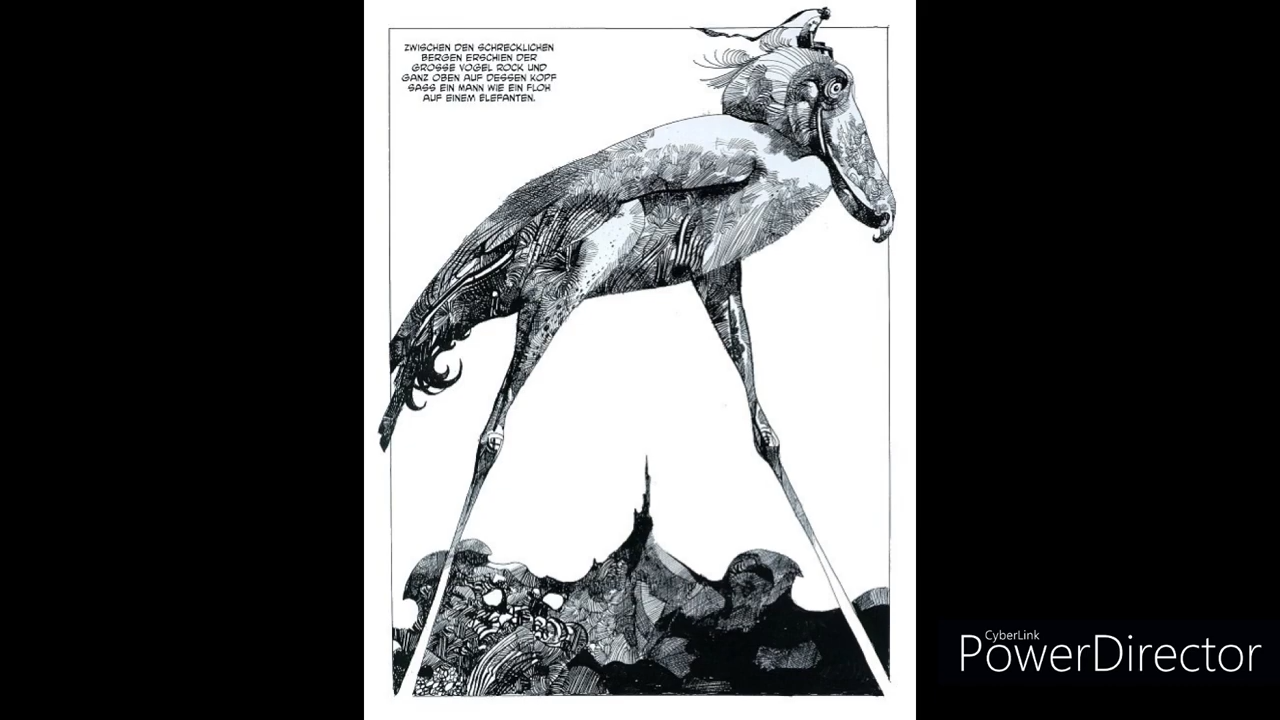 ZWISCHEN DEN SCHRECKLICHEN
BERGEN ERSCHIEN DER
GROSSE VOGEL ROCK UND
GANZ OBEN AUF DESSEN KOPF
SASS EIN MANN WIE EIN FLOH
AUF EINEM ELEFANTEN.
CyberLink
PowerDirector